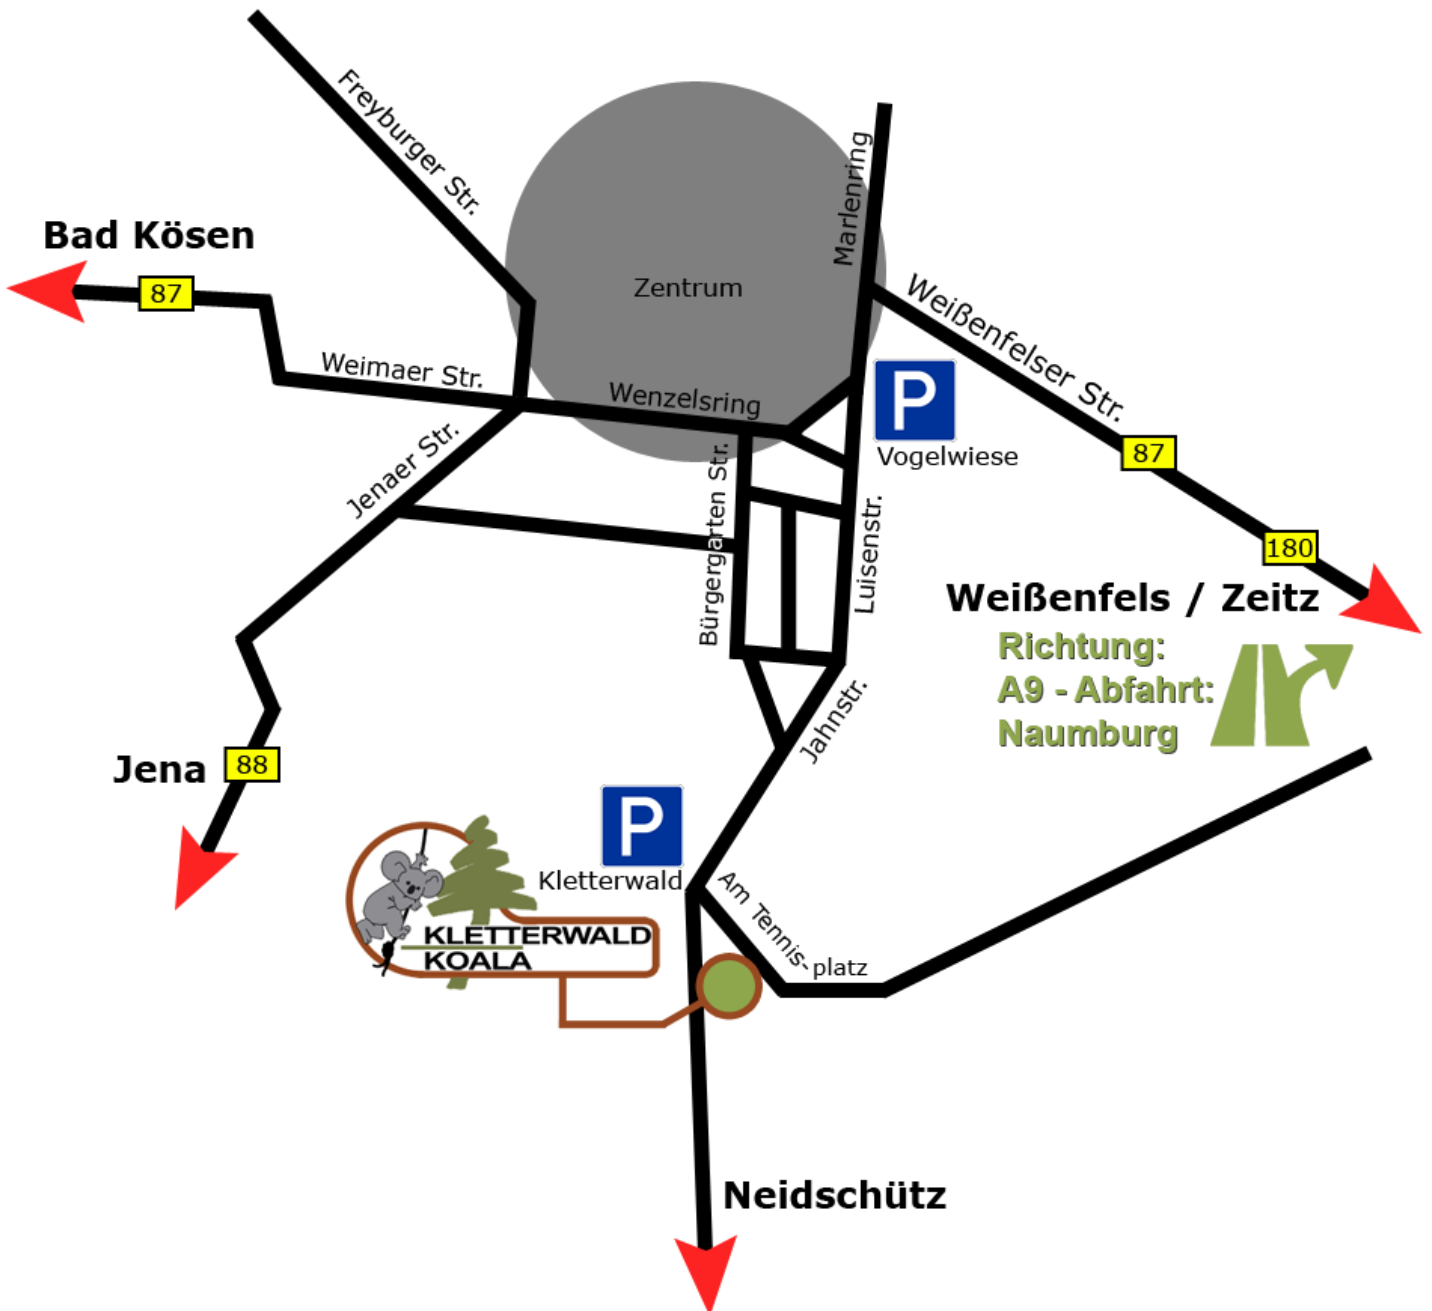 Freyburger Str.
Marlenring
Bad Kösen
87
Zentrum
Weißenfelser Str.
Weimaer Str.
Wenzelsring
P
Vogelwiese
87
Jenaer Str.
Bürgergarten Str.
Luisenstr.
180
Weißenfels / Zeitz
Richtung:
A9 - Abfahrt:
Naumburg
Jahnstr.
Jena
88
P
Kletterwald
Am Tennis-platz
KLETTERWALD
KOALA
Neidschütz